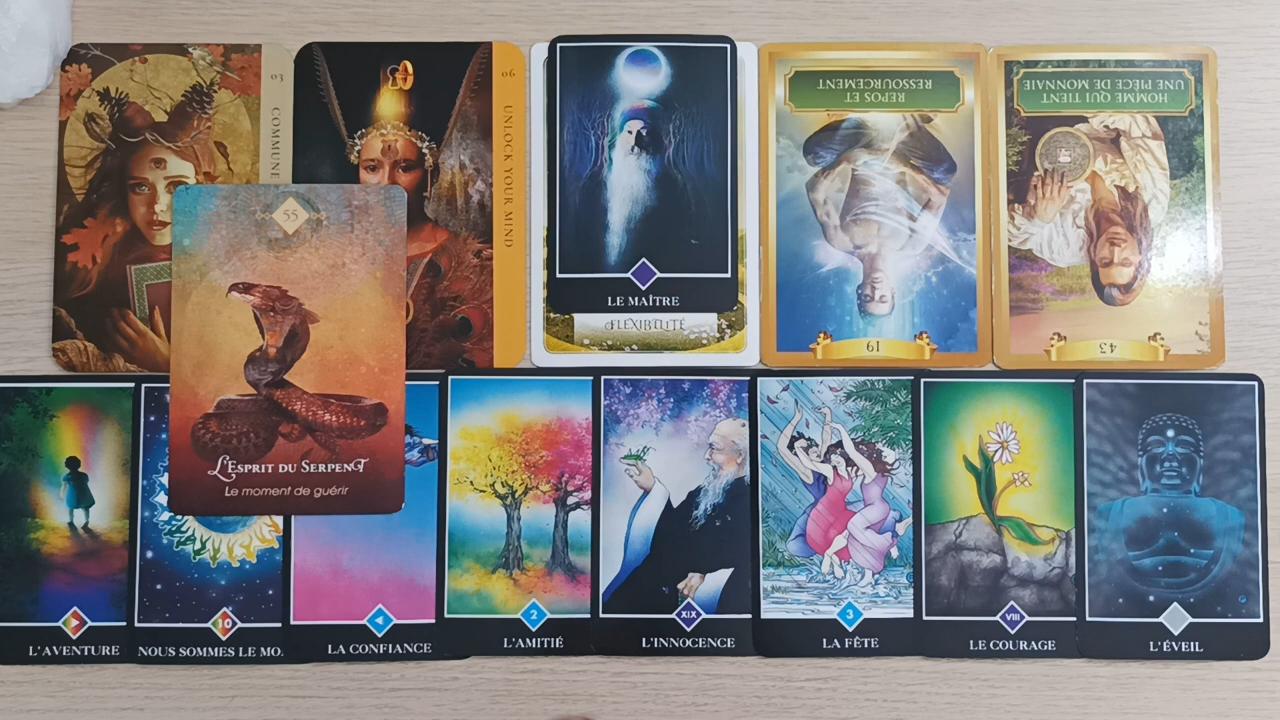 03
COMMUNE
06
UNLOCK YOUR MIND
55
L'ESPRIT DU SERPENT
Le moment de guérir
LE MAÎTRE
FLEXIBILITÉ
REPOS ET
RESSOURCEMENT
19
HOMME QUI TIENT
UNE PIÈCE DE MONNAIE
43
L'AVENTURE
10
NOUS SOMMES LE MO
LA CONFIANCE
2
L'AMITIÉ
XIX
L'INNOCENCE
3
LA FÊTE
VIII
LE COURAGE
L'ÉVEIL